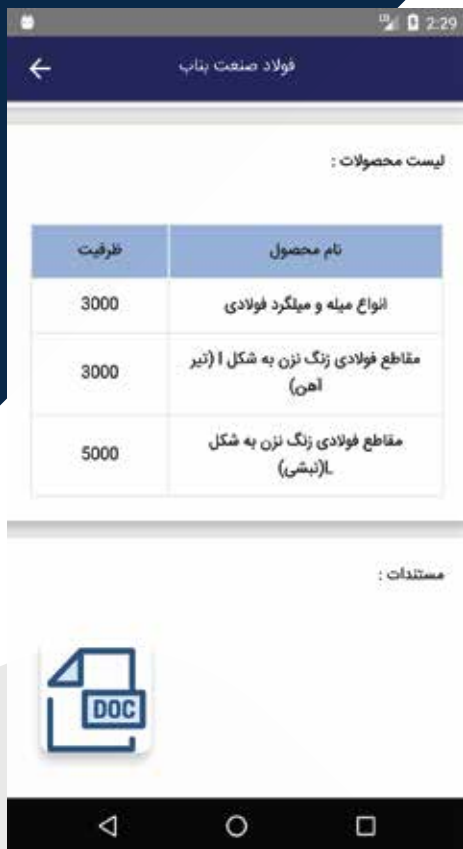 2:29
فولاد صنعت بناب
لیست محصولات :
نام محصول ظرفیت
انواع میله و میلگرد فولادی 3000
مقاطع فولادی زنگ نزن به شکل I (تیر
آهن) 3000
مقاطع فولادی زنگ نزن به شکل
L(نبشی) 5000
مستندات :
DOC